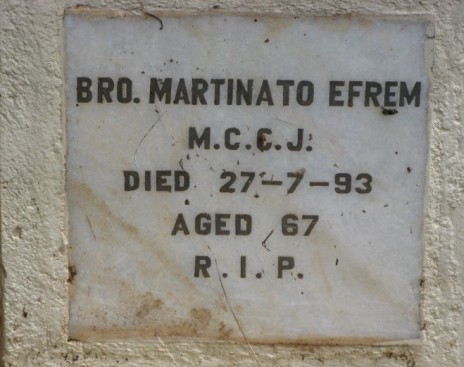 BRO. MARTINATO EFREM
M.C.C.J.
DIED 27-7-93
AGED 67
R.I.P.